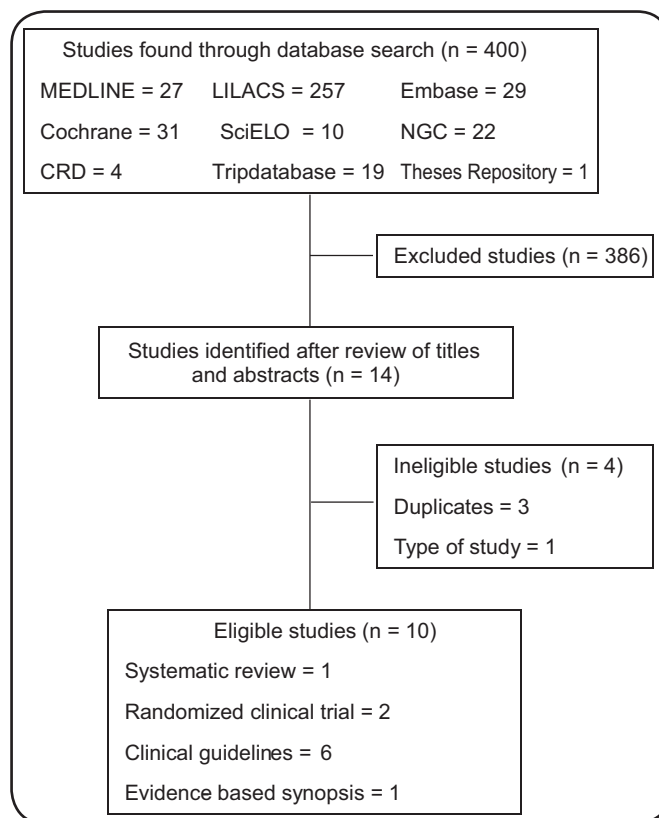 Studies found through database search (n = 400)
MEDLINE = 27 LILACS = 257 Embase = 29
Cochrane = 31 SciELO = 10 NGC = 22
CRD = 4 Tripdatabase = 19 Theses Repository = 1
Excluded studies (n = 386)
Studies identified after review of titles
and abstracts (n = 14)
Ineligible studies (n = 4)
Duplicates = 3
Type of study = 1
Eligible studies (n = 10)
Systematic review = 1
Randomized clinical trial = 2
Clinical guidelines = 6
Evidence based synopsis = 1